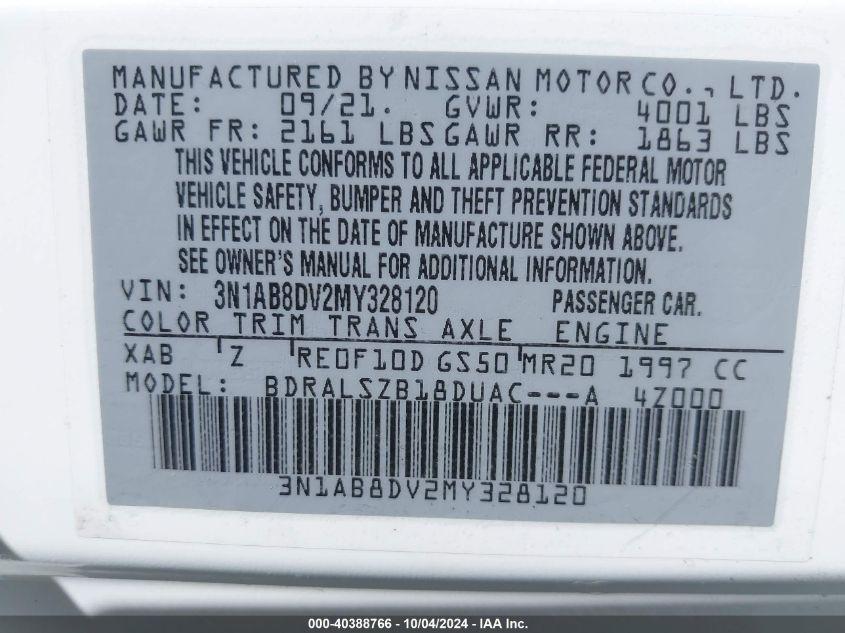 MANUFACTURED BY NISSAN MOTOR CO., LTD.
DATE: 09/21. GVWR: 4001 LBS
GAWR FR: 2161 LBS GAWR RR: 1863 LBS
THIS VEHICLE CONFORMS TO ALL APPLICABLE FEDERAL MOTOR
VEHICLE SAFETY, BUMPER AND THEFT PREVENTION STANDARDS
IN EFFECT ON THE DATE OF MANUFACTURE SHOWN ABOVE.
SEE OWNER'S MANUAL FOR ADDITIONAL INFORMATION.
VIN: 3N1AB8DV2MY328120 PASSENGER CAR.
COLOR TRIM TRANS AXLE ENGINE
XAB Z RE0F10D GS50 MR20 1997 CC
MODEL: BDRALSZB18DUAC---A 4Z000
3N1AB8DV2MY328120
000-40388766 - 10/04/2024 - IAA Inc.